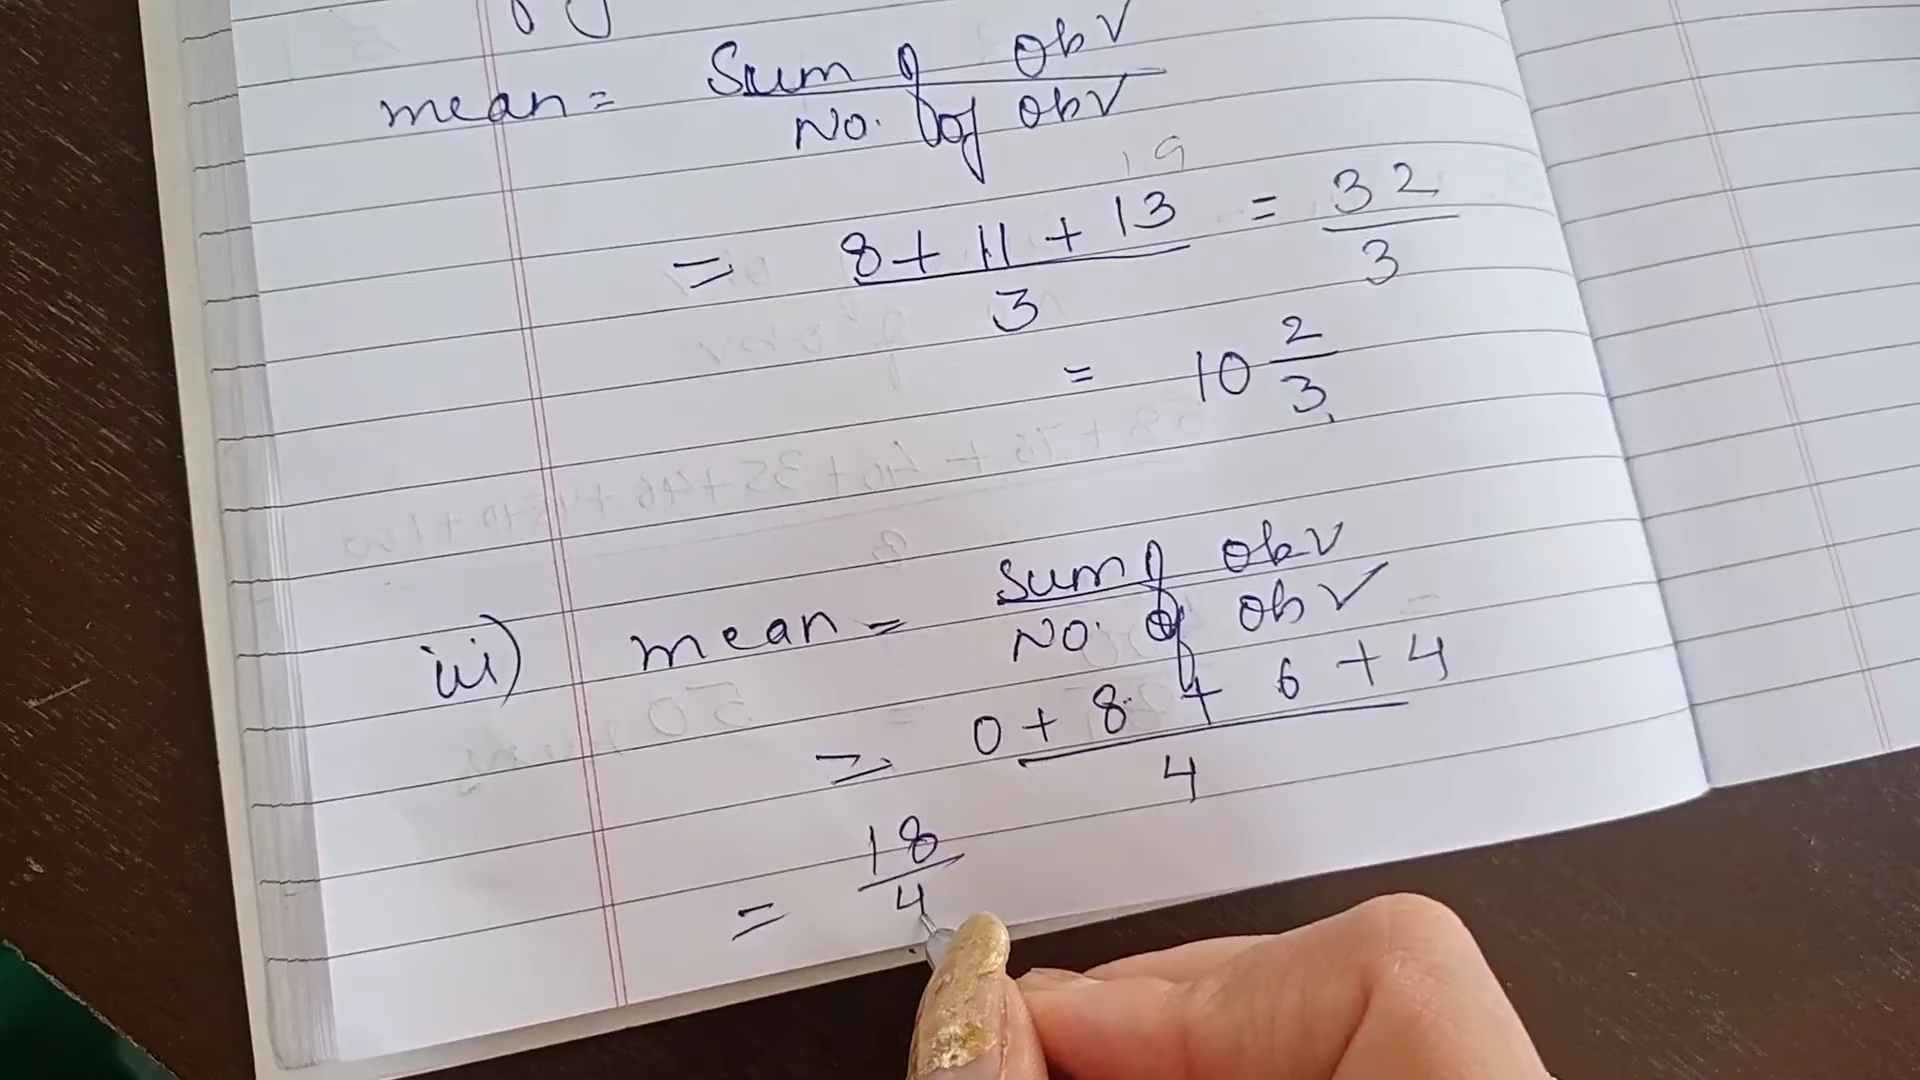 mean = Sum of obv / No. of obv
19
= 8 + 11 + 13 / 3 = 32 / 3
= 10 2/3
iii) mean = Sum of obv / No. of obv
= 0 + 8 + 6 + 4 / 4
= 18 / 4